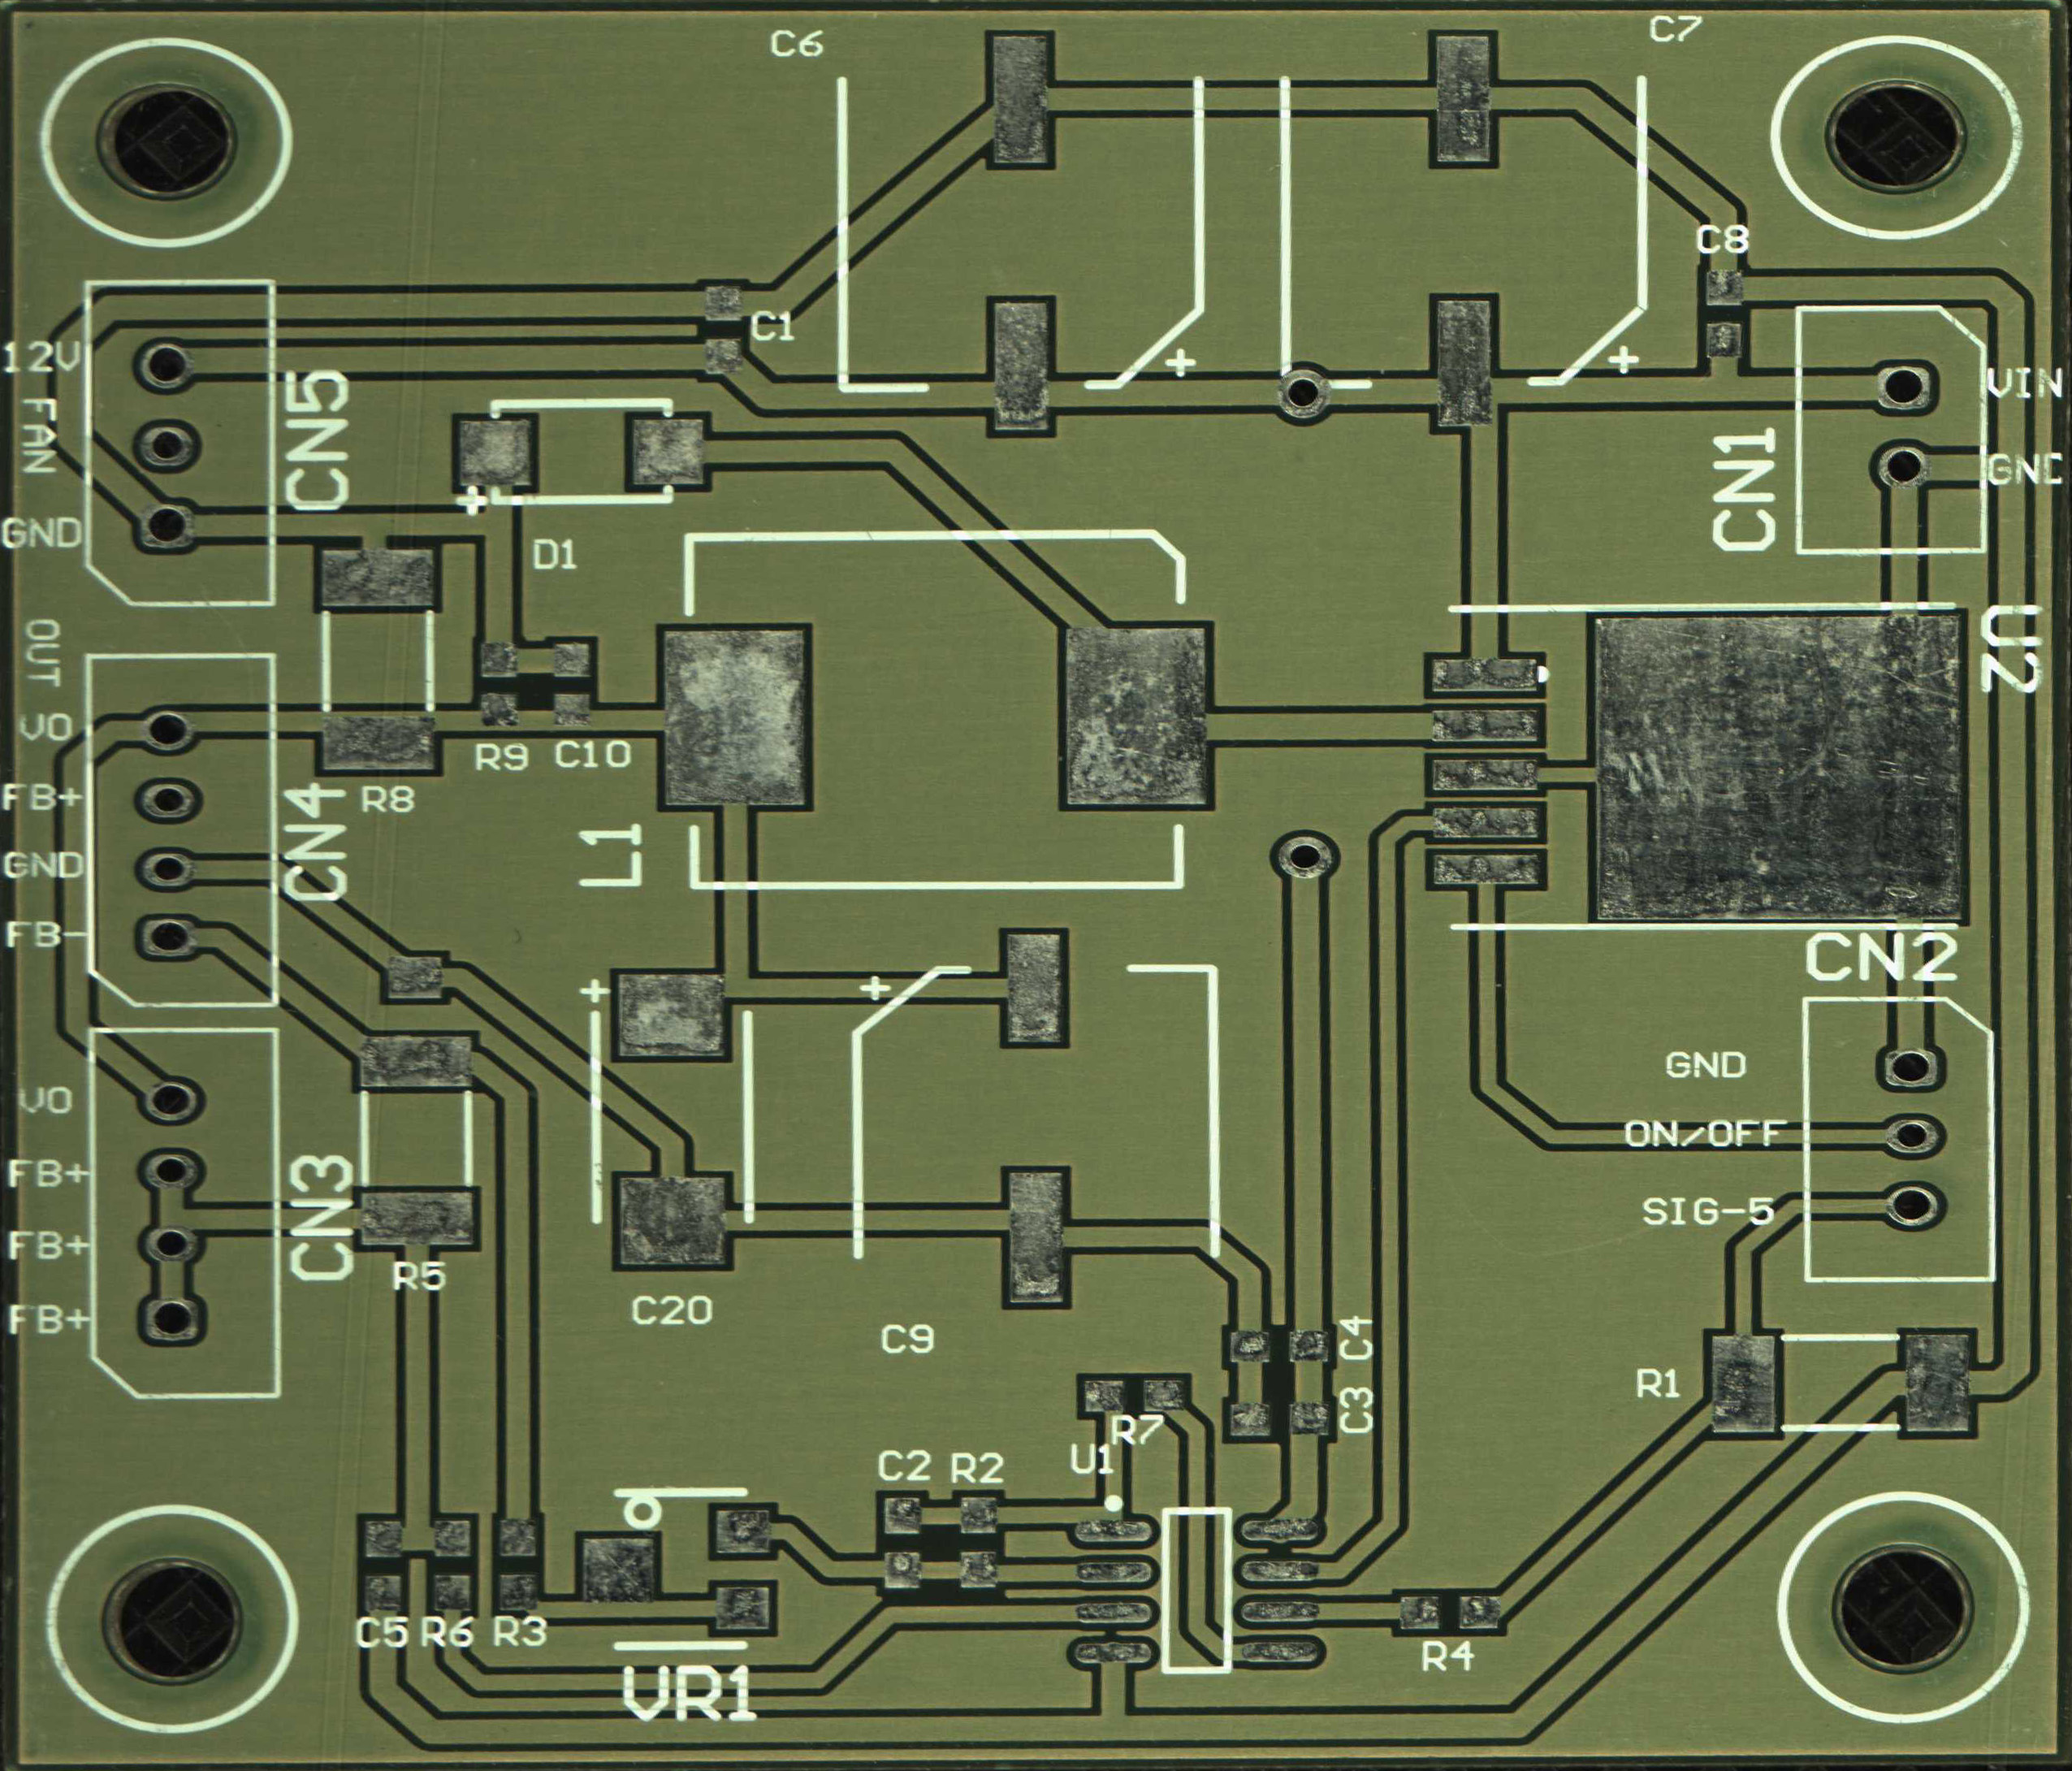 C6
C7
C8
C1
12V
FAN
GND
CN5
+
+
+
D1
VIN
GND
CN1
U2
OUT
VO
FB+
GND
FB-
CN4
R8
R9
C10
L1
+
+
CN2
GND
ON/OFF
SIG-5
VO
FB+
FB+
FB+
CN3
R5
C20
C9
C4
C3
R1
R7
U1
C2
R2
C5
R6
R3
VR1
R4